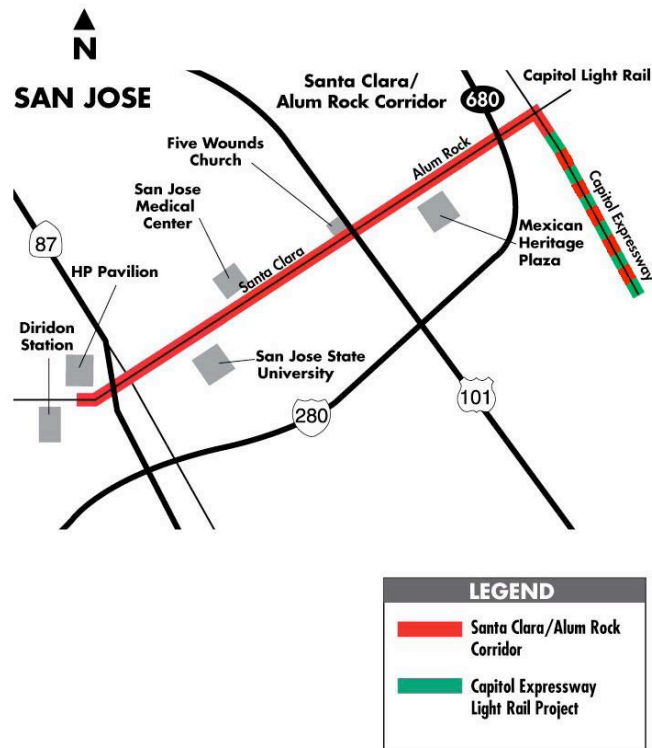 N
SAN JOSE
Santa Clara/
Alum Rock Corridor
680
Capitol Light Rail
Five Wounds
Church
Alum Rock
San Jose
Medical
Center
Capitol Expressway
87
HP Pavilion
Santa Clara
Mexican
Heritage
Plaza
Diridon
Station
San Jose State
University
280
101
LEGEND
Santa Clara/Alum Rock
Corridor
Capitol Expressway
Light Rail Project